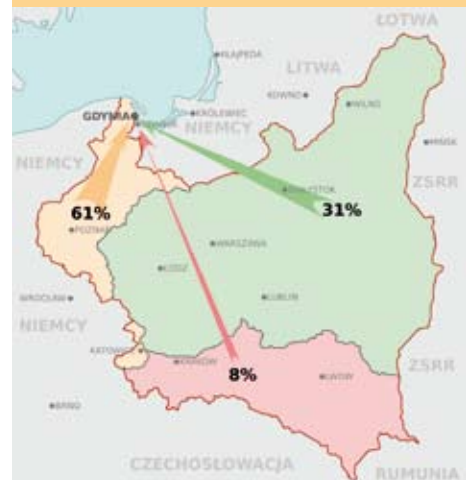 ŁOTWA
KŁAJPEDA
LITWA
KOWNO
WILNO
GDYNIA
KRÓLEWIEC
NIEMCY
MIŃSK
NIEMCY
BIAŁYSTOK
ZSRR
61%
31%
POZNAŃ
WARSZAWA
ŁÓDŹ
WROCŁAW
LUBLIN
NIEMCY
KATOWICE
KRAKÓW
8%
LWÓW
ZSRR
BRNO
CZECHOSŁOWACJA
RUMUNIA